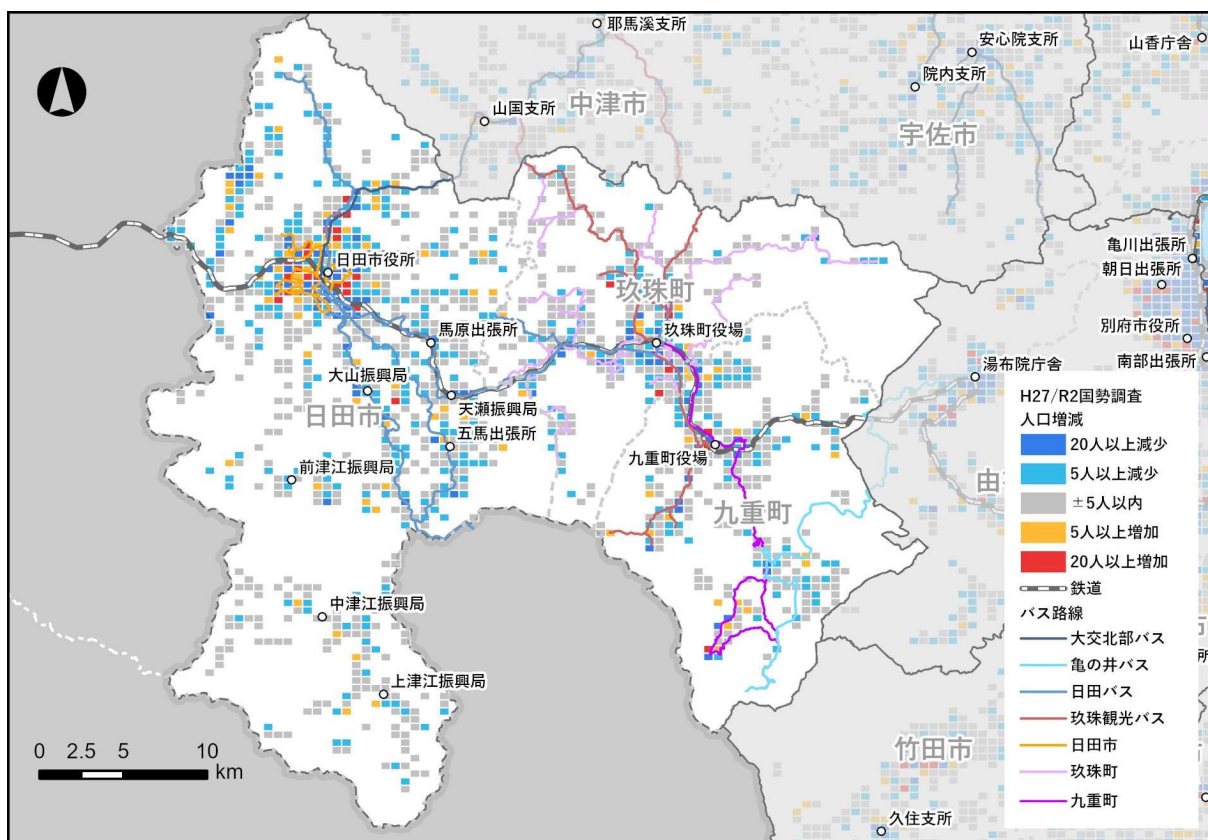 耶馬溪支所
安心院支所
山香庁舎
院内支所
山国支所
中津市
宇佐市
亀川出張所
朝日出張所
日田市役所
玖珠町
別府市役所
馬原出張所
玖珠町役場
南部出張所
湯布院庁舎
大山振興局
天瀬振興局
日田市
五馬出張所
九重町役場
前津江振興局
由
九重町
中津江振興局
上津江振興局
竹田市
久住支所
H27/R2国勢調査
人口増減
20人以上減少
5人以上減少
±5人以内
5人以上増加
20人以上増加
鉄道
バス路線
大交北部バス
亀の井バス
日田バス
玖珠観光バス
日田市
玖珠町
九重町
0 2.5 5 10
km